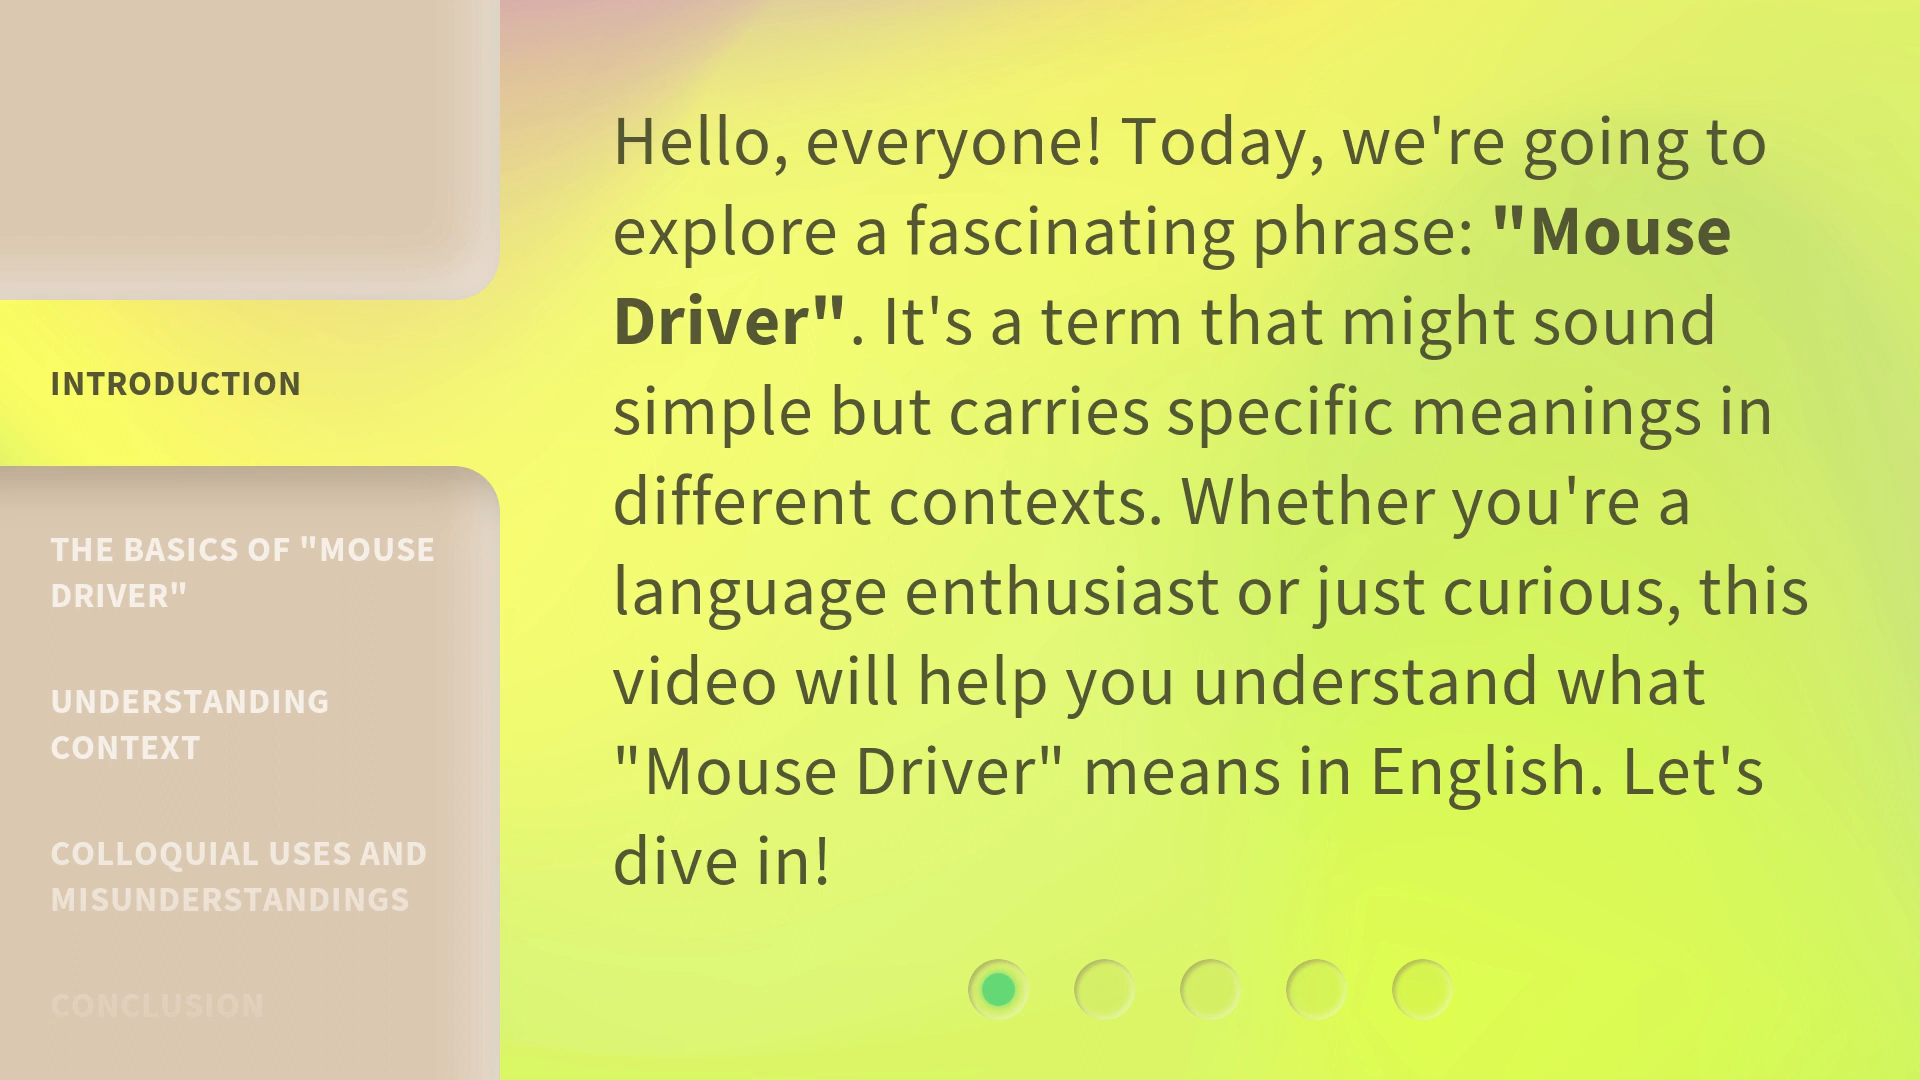 INTRODUCTION
THE BASICS OF "MOUSE
DRIVER"
UNDERSTANDING
CONTEXT
COLLOQUIAL USES AND
MISUNDERSTANDINGS
CONCLUSION
Hello, everyone! Today, we're going to
explore a fascinating phrase: "Mouse
Driver". It's a term that might sound
simple but carries specific meanings in
different contexts. Whether you're a
language enthusiast or just curious, this
video will help you understand what
"Mouse Driver" means in English. Let's
dive in!